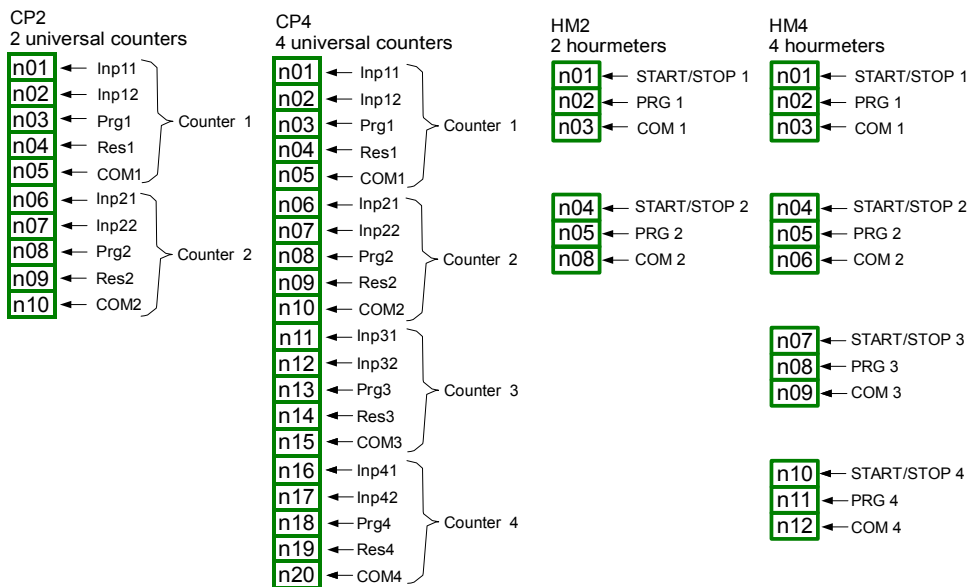 CP2
2 universal counters
n01 Inp11
n02 Inp12
n03 Prg1
n04 Res1
n05 COM1
Counter 1
n06 Inp21
n07 Inp22
n08 Prg2
n09 Res2
n10 COM2
Counter 2
CP4
4 universal counters
n01 Inp11
n02 Inp12
n03 Prg1
n04 Res1
n05 COM1
Counter 1
n06 Inp21
n07 Inp22
n08 Prg2
n09 Res2
n10 COM2
Counter 2
n11 Inp31
n12 Inp32
n13 Prg3
n14 Res3
n15 COM3
Counter 3
n16 Inp41
n17 Inp42
n18 Prg4
n19 Res4
n20 COM4
Counter 4
HM2
2 hourmeters
n01 START/STOP 1
n02 PRG 1
n03 COM 1
n04 START/STOP 2
n05 PRG 2
n08 COM 2
HM4
4 hourmeters
n01 START/STOP 1
n02 PRG 1
n03 COM 1
n04 START/STOP 2
n05 PRG 2
n06 COM 2
n07 START/STOP 3
n08 PRG 3
n09 COM 3
n10 START/STOP 4
n11 PRG 4
n12 COM 4